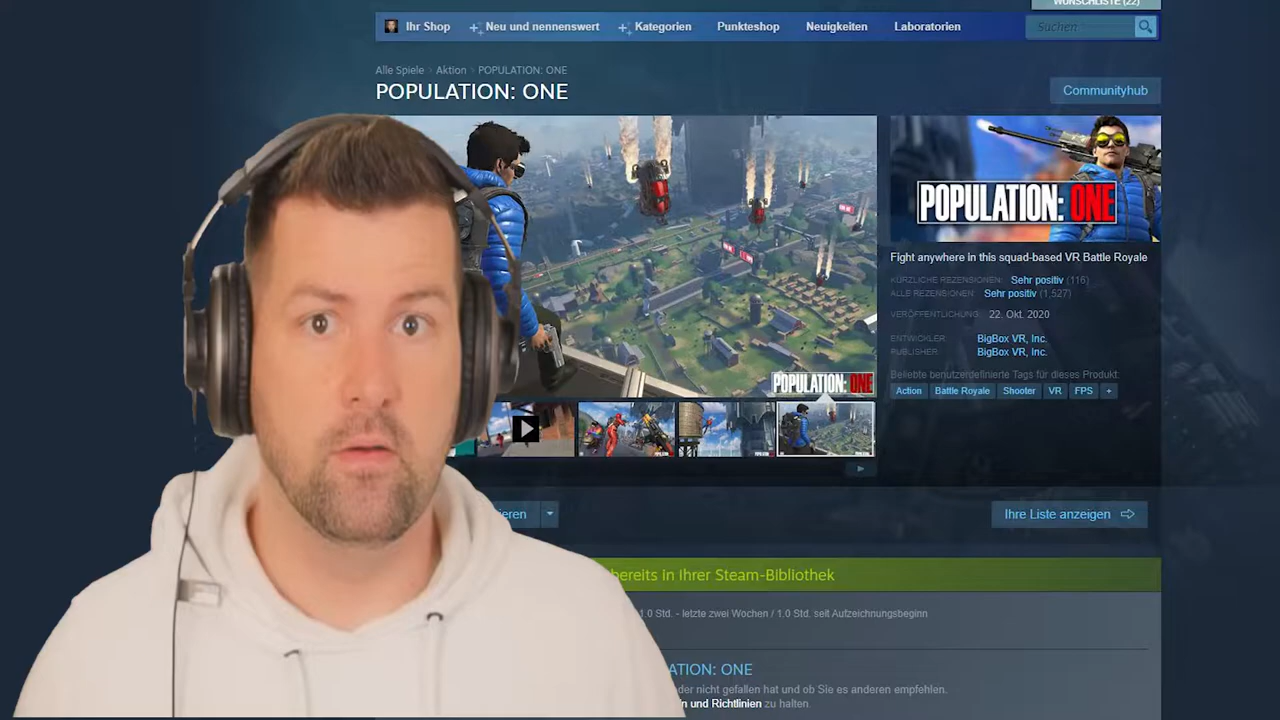 WUNSCHLISTE (22)
Ihr Shop
Neu und nennenswert
Kategorien
Punkteshop
Neuigkeiten
Laboratorien
Suchen
Alle Spiele > Aktion > POPULATION: ONE
POPULATION: ONE
Communityhub
POPULATION: ONE
Fight anywhere in this squad-based VR Battle Royale
KÜRZLICHE REZENSIONEN: Sehr positiv (116)
ALLE REZENSIONEN: Sehr positiv (1,527)
VERÖFFENTLICHUNG: 22. Okt. 2020
ENTWICKLER: BigBox VR, Inc.
PUBLISHER: BigBox VR, Inc.
Beliebte benutzerdefinierte Tags für dieses Produkt:
Action Battle Royale Shooter VR FPS +
POPULATION: ONE
ieren
Ihre Liste anzeigen
bereits in Ihrer Steam-Bibliothek
1.0 Std. - letzte zwei Wochen / 1.0 Std. seit Aufzeichnungsbeginn
ATION: ONE
der nicht gefallen hat und ob Sie es anderen empfehlen.
n und Richtlinien zu halten.